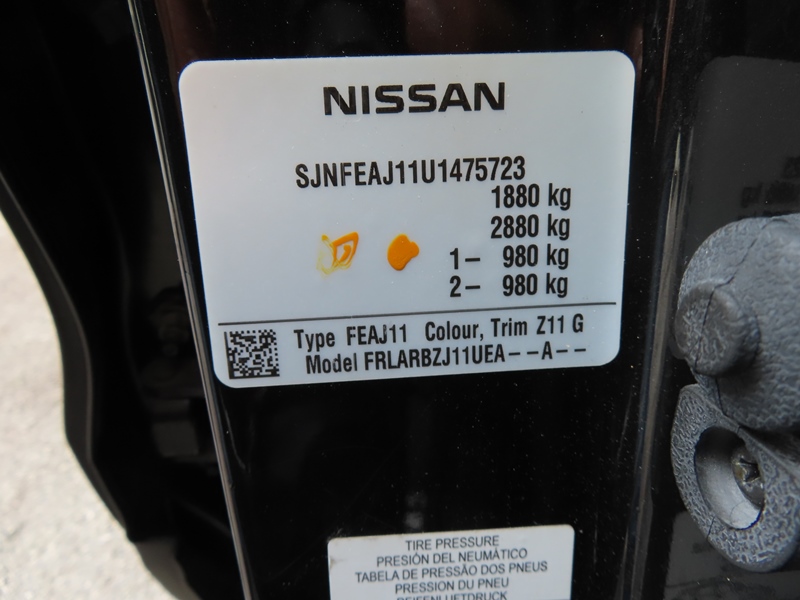 NISSAN
SJNFEAJ11U1475723
1880 kg
2880 kg
1– 980 kg
2– 980 kg
Type FEAJ11 Colour, Trim Z11 G
Model FRLARBZJ11UEA––A––
TIRE PRESSURE
PRESIÓN DEL NEUMÁTICO
TABELA DE PRESSÃO DOS PNEUS
PRESSION DU PNEU
REIFENLUFTDRUCK